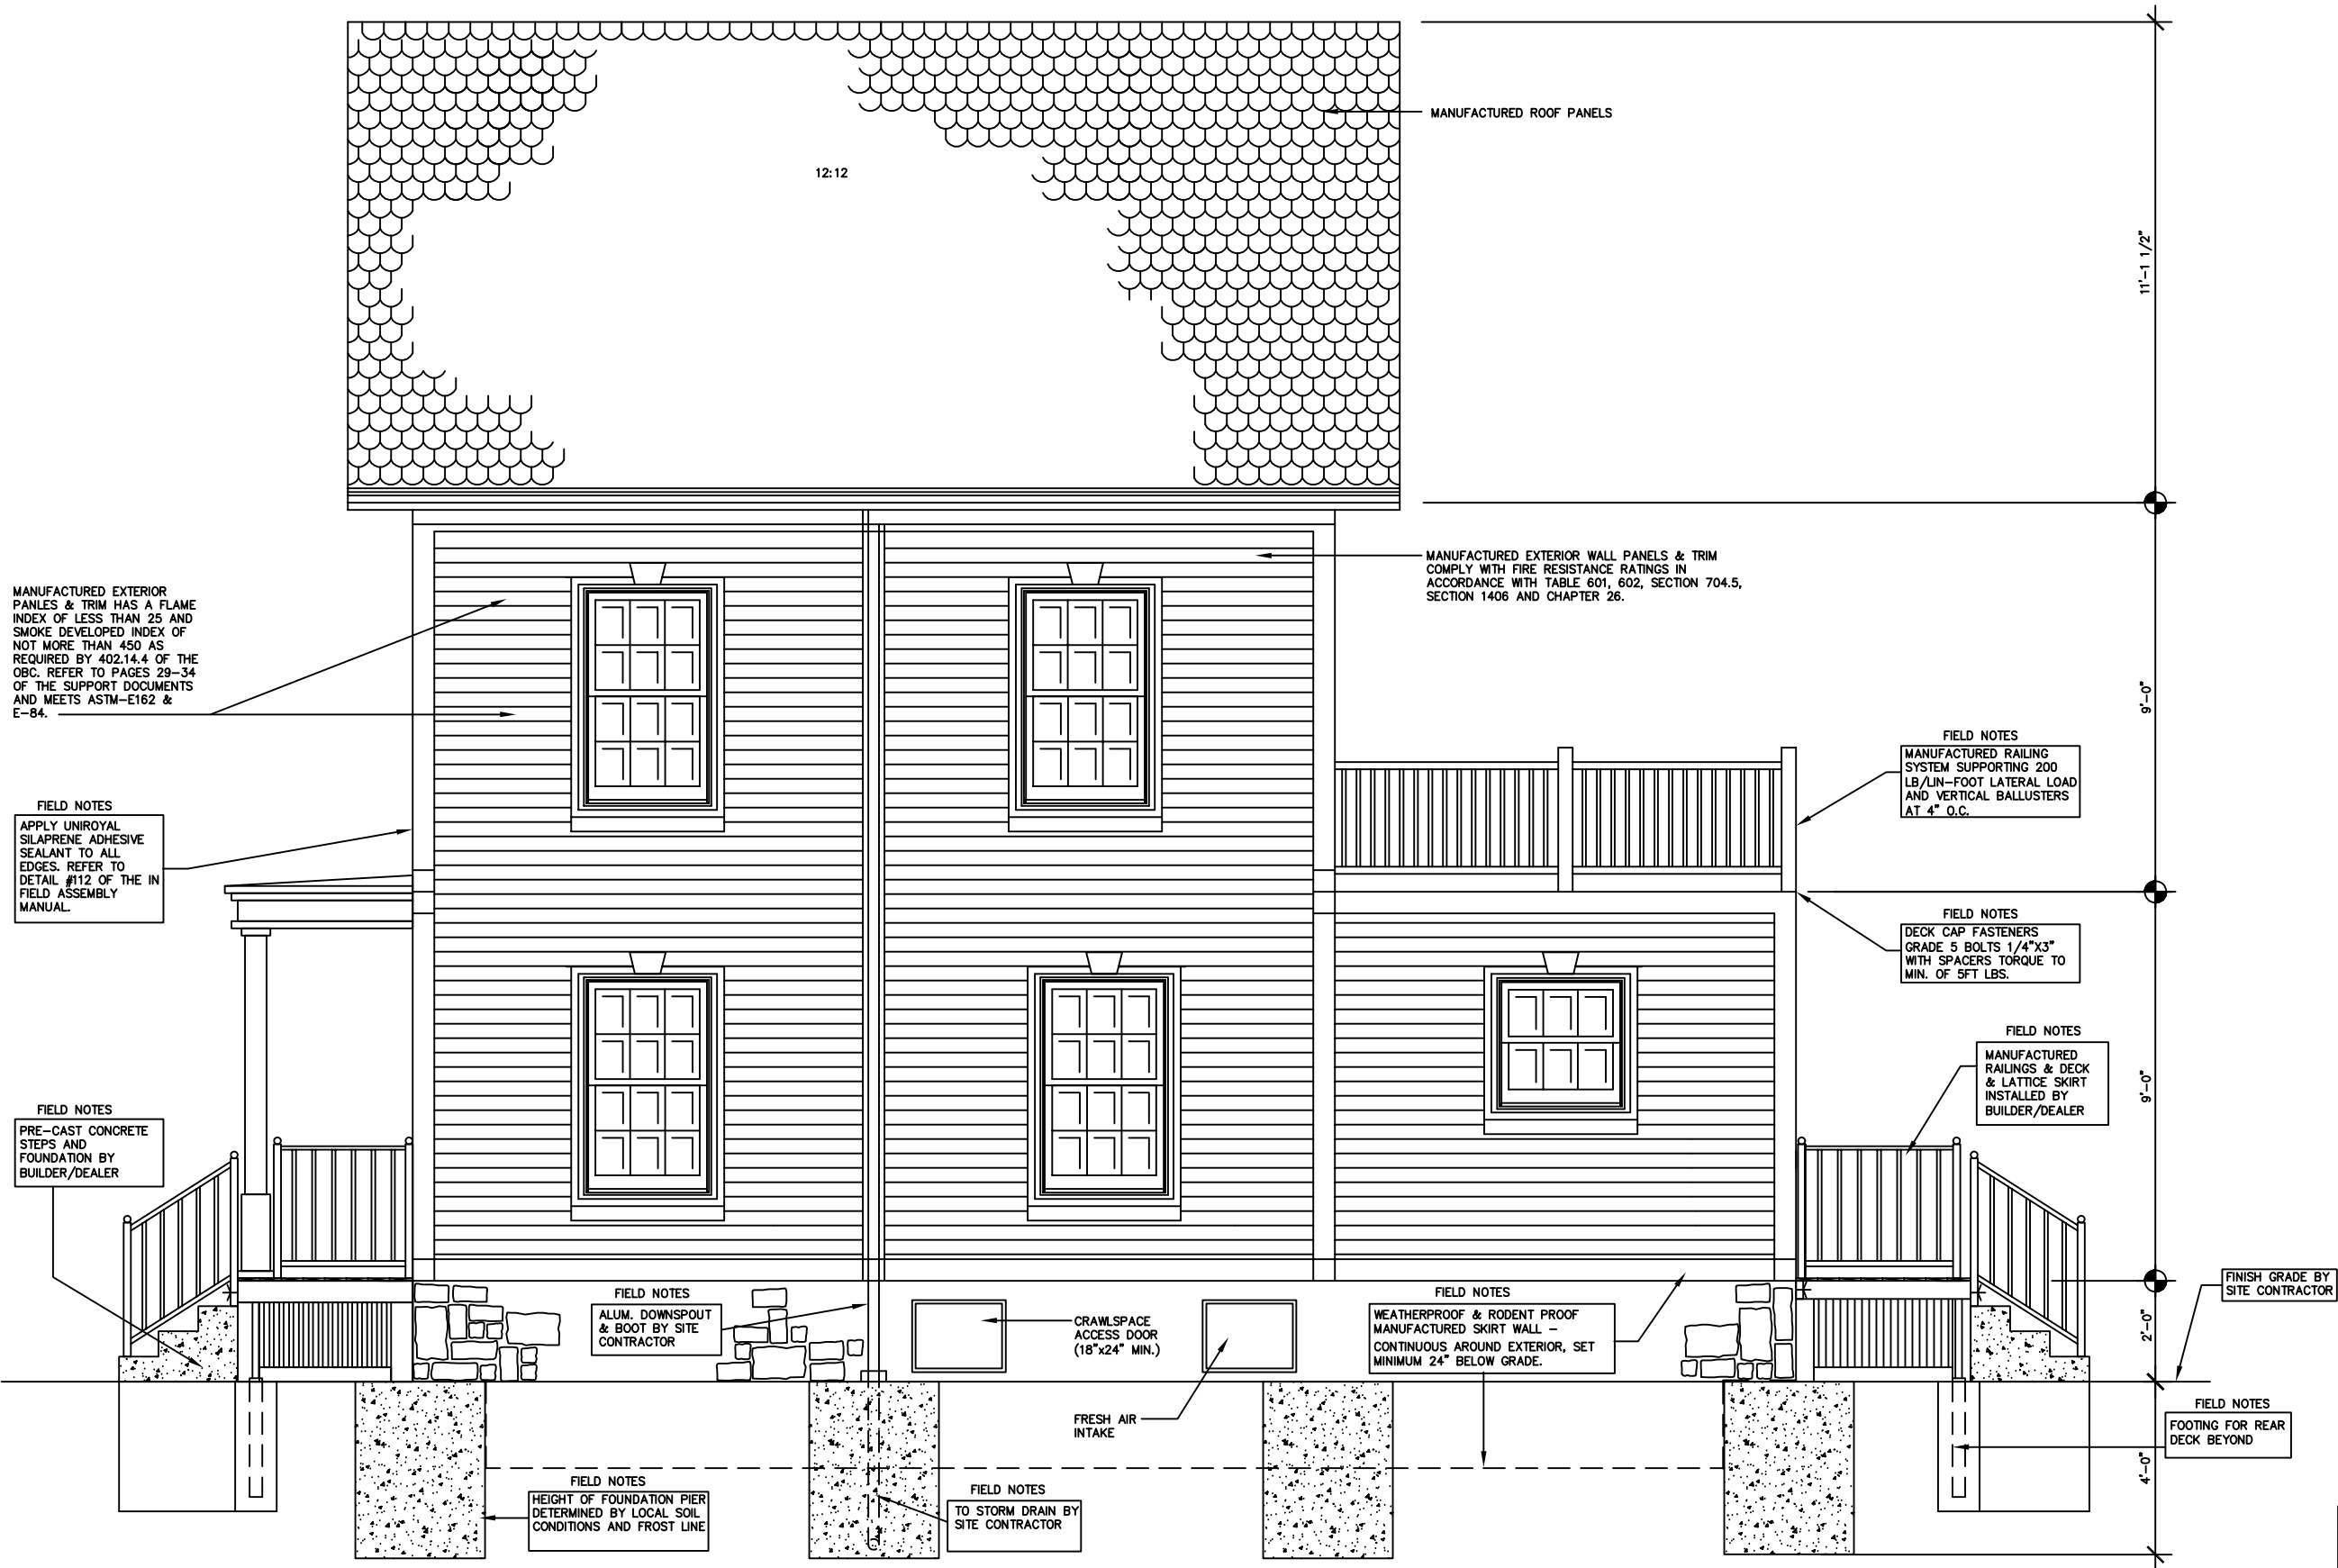 MANUFACTURED ROOF PANELS
12:12
11'-1 1/2"
MANUFACTURED EXTERIOR WALL PANELS & TRIM
COMPLY WITH FIRE RESISTANCE RATINGS IN
ACCORDANCE WITH TABLE 601, 602, SECTION 704.5,
SECTION 1406 AND CHAPTER 26.
MANUFACTURED EXTERIOR
PANLES & TRIM HAS A FLAME
INDEX OF LESS THAN 25 AND
SMOKE DEVELOPED INDEX OF
NOT MORE THAN 450 AS
REQUIRED BY 402.14.4 OF THE
OBC. REFER TO PAGES 29-34
OF THE SUPPORT DOCUMENTS
AND MEETS ASTM-E162 &
E-84.
9'-0"
FIELD NOTES
MANUFACTURED RAILING
SYSTEM SUPPORTING 200
LB/LIN-FOOT LATERAL LOAD
AND VERTICAL BALLUSTERS
AT 4" O.C.
FIELD NOTES
APPLY UNIROYAL
SILAPRENE ADHESIVE
SEALANT TO ALL
EDGES. REFER TO
DETAIL #112 OF THE IN
FIELD ASSEMBLY
MANUAL.
FIELD NOTES
DECK CAP FASTENERS
GRADE 5 BOLTS 1/4"X3"
WITH SPACERS TORQUE TO
MIN. OF 5FT LBS.
FIELD NOTES
MANUFACTURED
RAILINGS & DECK
& LATTICE SKIRT
INSTALLED BY
BUILDER/DEALER
9'-0"
FIELD NOTES
PRE-CAST CONCRETE
STEPS AND
FOUNDATION BY
BUILDER/DEALER
FINISH GRADE BY
SITE CONTRACTOR
FIELD NOTES
ALUM. DOWNSPOUT
& BOOT BY SITE
CONTRACTOR
CRAWLSPACE
ACCESS DOOR
(18"x24" MIN.)
FIELD NOTES
WEATHERPROOF & RODENT PROOF
MANUFACTURED SKIRT WALL -
CONTINUOUS AROUND EXTERIOR, SET
MINIMUM 24" BELOW GRADE.
2'-0"
FRESH AIR
INTAKE
FIELD NOTES
FOOTING FOR REAR
DECK BEYOND
4'-0"
FIELD NOTES
HEIGHT OF FOUNDATION PIER
DETERMINED BY LOCAL SOIL
CONDITIONS AND FROST LINE
FIELD NOTES
TO STORM DRAIN BY
SITE CONTRACTOR